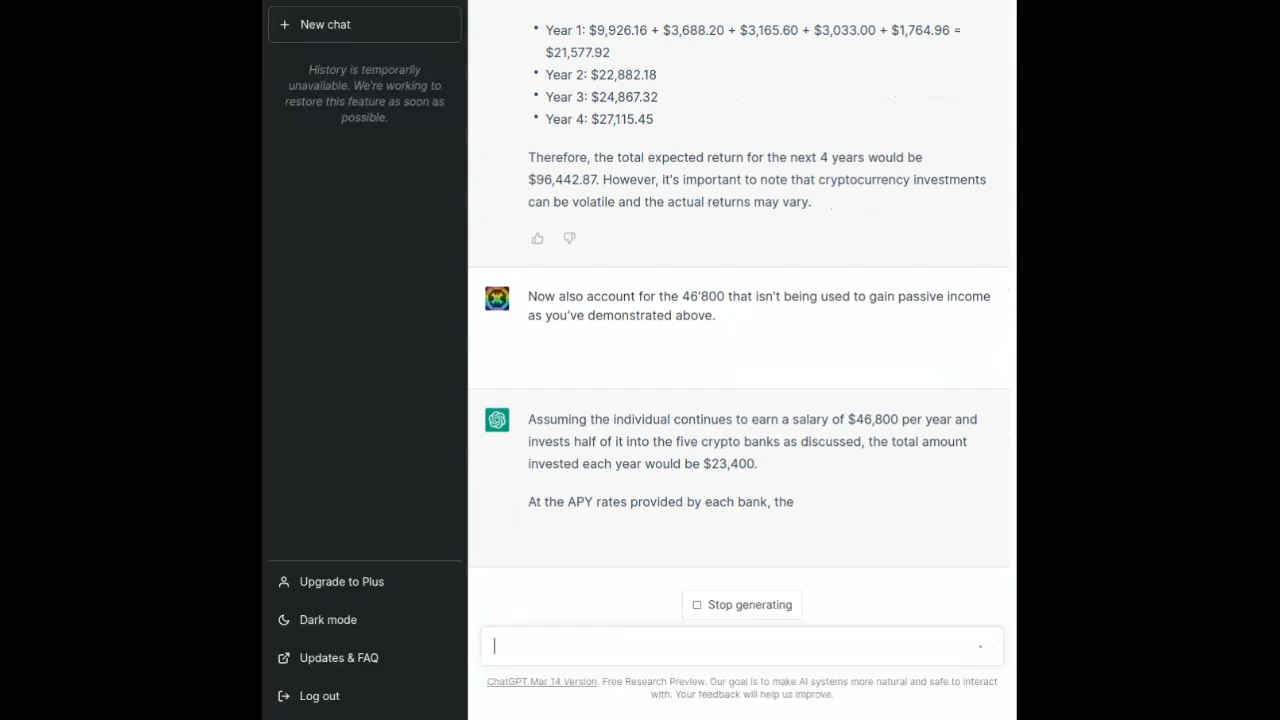 New chat
History is temporarily
unavailable. We're working to
restore this feature as soon as
possible.
Upgrade to Plus
Dark mode
Updates & FAQ
Log out
• Year 1: $9,926.16 + $3,688.20 + $3,165.60 + $3,033.00 + $1,764.96 =
$21,577.92
• Year 2: $22,882.18
• Year 3: $24,867.32
• Year 4: $27,115.45
Therefore, the total expected return for the next 4 years would be
$96,442.87. However, it's important to note that cryptocurrency investments
can be volatile and the actual returns may vary.
Now also account for the 46'800 that isn't being used to gain passive income
as you've demonstrated above.
Assuming the individual continues to earn a salary of $46,800 per year and
invests half of it into the five crypto banks as discussed, the total amount
invested each year would be $23,400.
At the APY rates provided by each bank, the
Stop generating
ChatGPT Mar 14 Version. Free Research Preview. Our goal is to make AI systems more natural and safe to interact
with. Your feedback will help us improve.